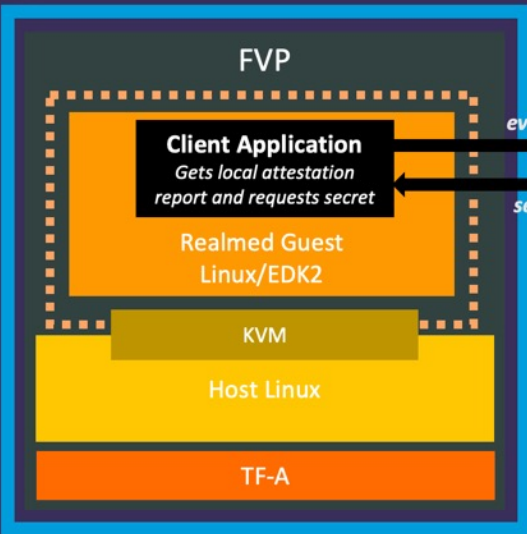 FVP
Client Application
Gets local attestation
report and requests secret
Realmed Guest
Linux/EDK2
KVM
Host Linux
TF-A